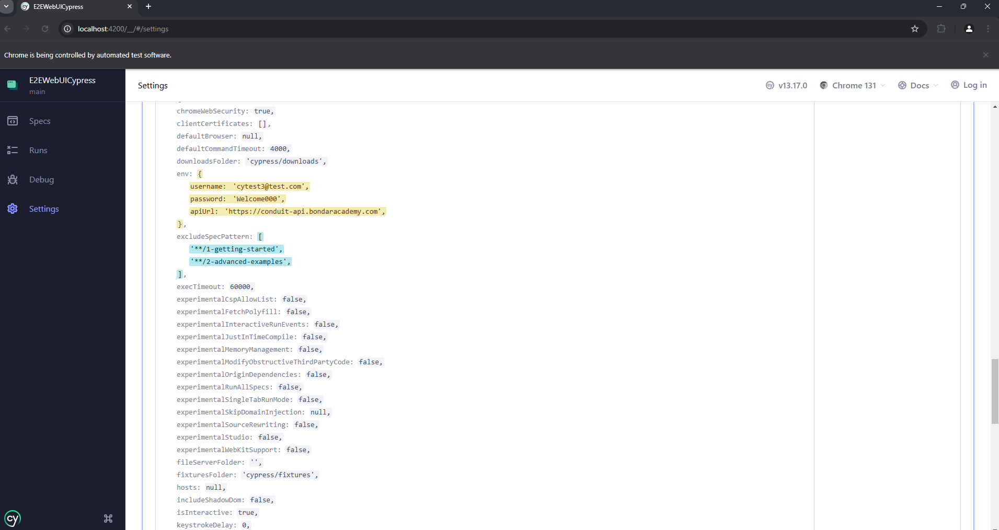 E2EWebUICypress
localhost:4200/__/#/settings
Chrome is being controlled by automated test software.
E2EWebUICypress
main
Specs
Runs
Debug
Settings
cy
Settings
v13.17.0
Chrome 131
Docs
Log in
chromeWebSecurity: true,
clientCertificates: [],
defaultBrowser: null,
defaultCommandTimeout: 4000,
downloadsFolder: 'cypress/downloads',
env: {
username: 'cytest3@test.com',
password: 'Welcome000',
apiUrl: 'https://conduit-api.bondaracademy.com',
},
excludeSpecPattern: [
'**/1-getting-started',
'**/2-advanced-examples',
],
execTimeout: 60000,
experimentalCspAllowList: false,
experimentalFetchPolyfill: false,
experimentalInteractiveRunEvents: false,
experimentalJustInTimeCompile: false,
experimentalMemoryManagement: false,
experimentalModifyObstructiveThirdPartyCode: false,
experimentalOriginDependencies: false,
experimentalRunAllSpecs: false,
experimentalSingleTabRunMode: false,
experimentalSkipDomainInjection: null,
experimentalSourceRewriting: false,
experimentalStudio: false,
experimentalWebKitSupport: false,
fileServerFolder: '',
fixturesFolder: 'cypress/fixtures',
hosts: null,
includeShadowDom: false,
isInteractive: true,
keystrokeDelay: 0,